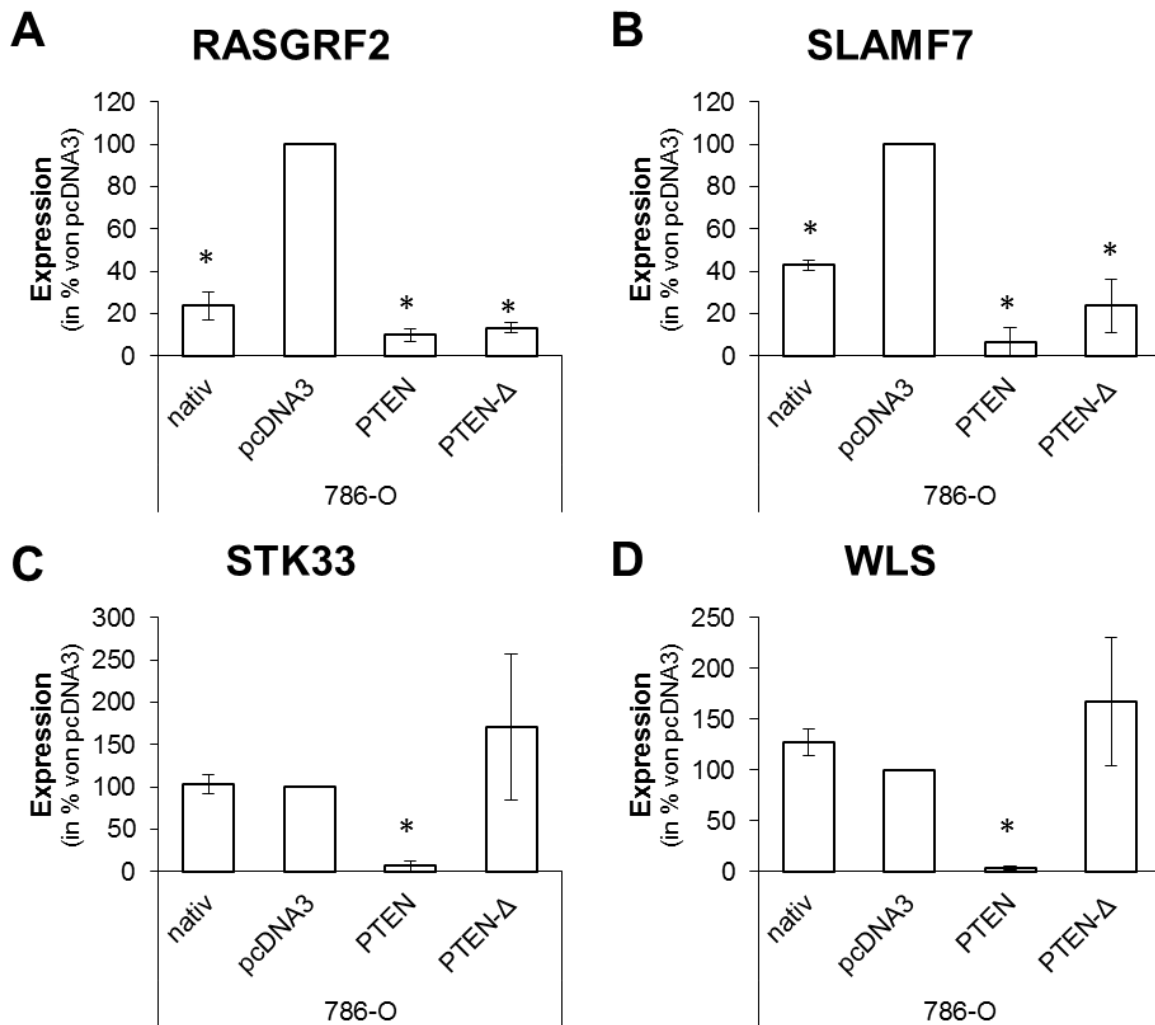 A
RASGRF2
Expression
(in % von pcDNA3)
120
100
80
60
40
20
0
*
*
*
nativ
pcDNA3
PTEN
PTEN-Δ
786-O
B
SLAMF7
Expression
(in % von pcDNA3)
120
100
80
60
40
20
0
*
*
*
nativ
pcDNA3
PTEN
PTEN-Δ
786-O
C
STK33
Expression
(in % von pcDNA3)
300
250
200
150
100
50
0
*
nativ
pcDNA3
PTEN
PTEN-Δ
786-O
D
WLS
Expression
(in % von pcDNA3)
250
200
150
100
50
0
*
nativ
pcDNA3
PTEN
PTEN-Δ
786-O